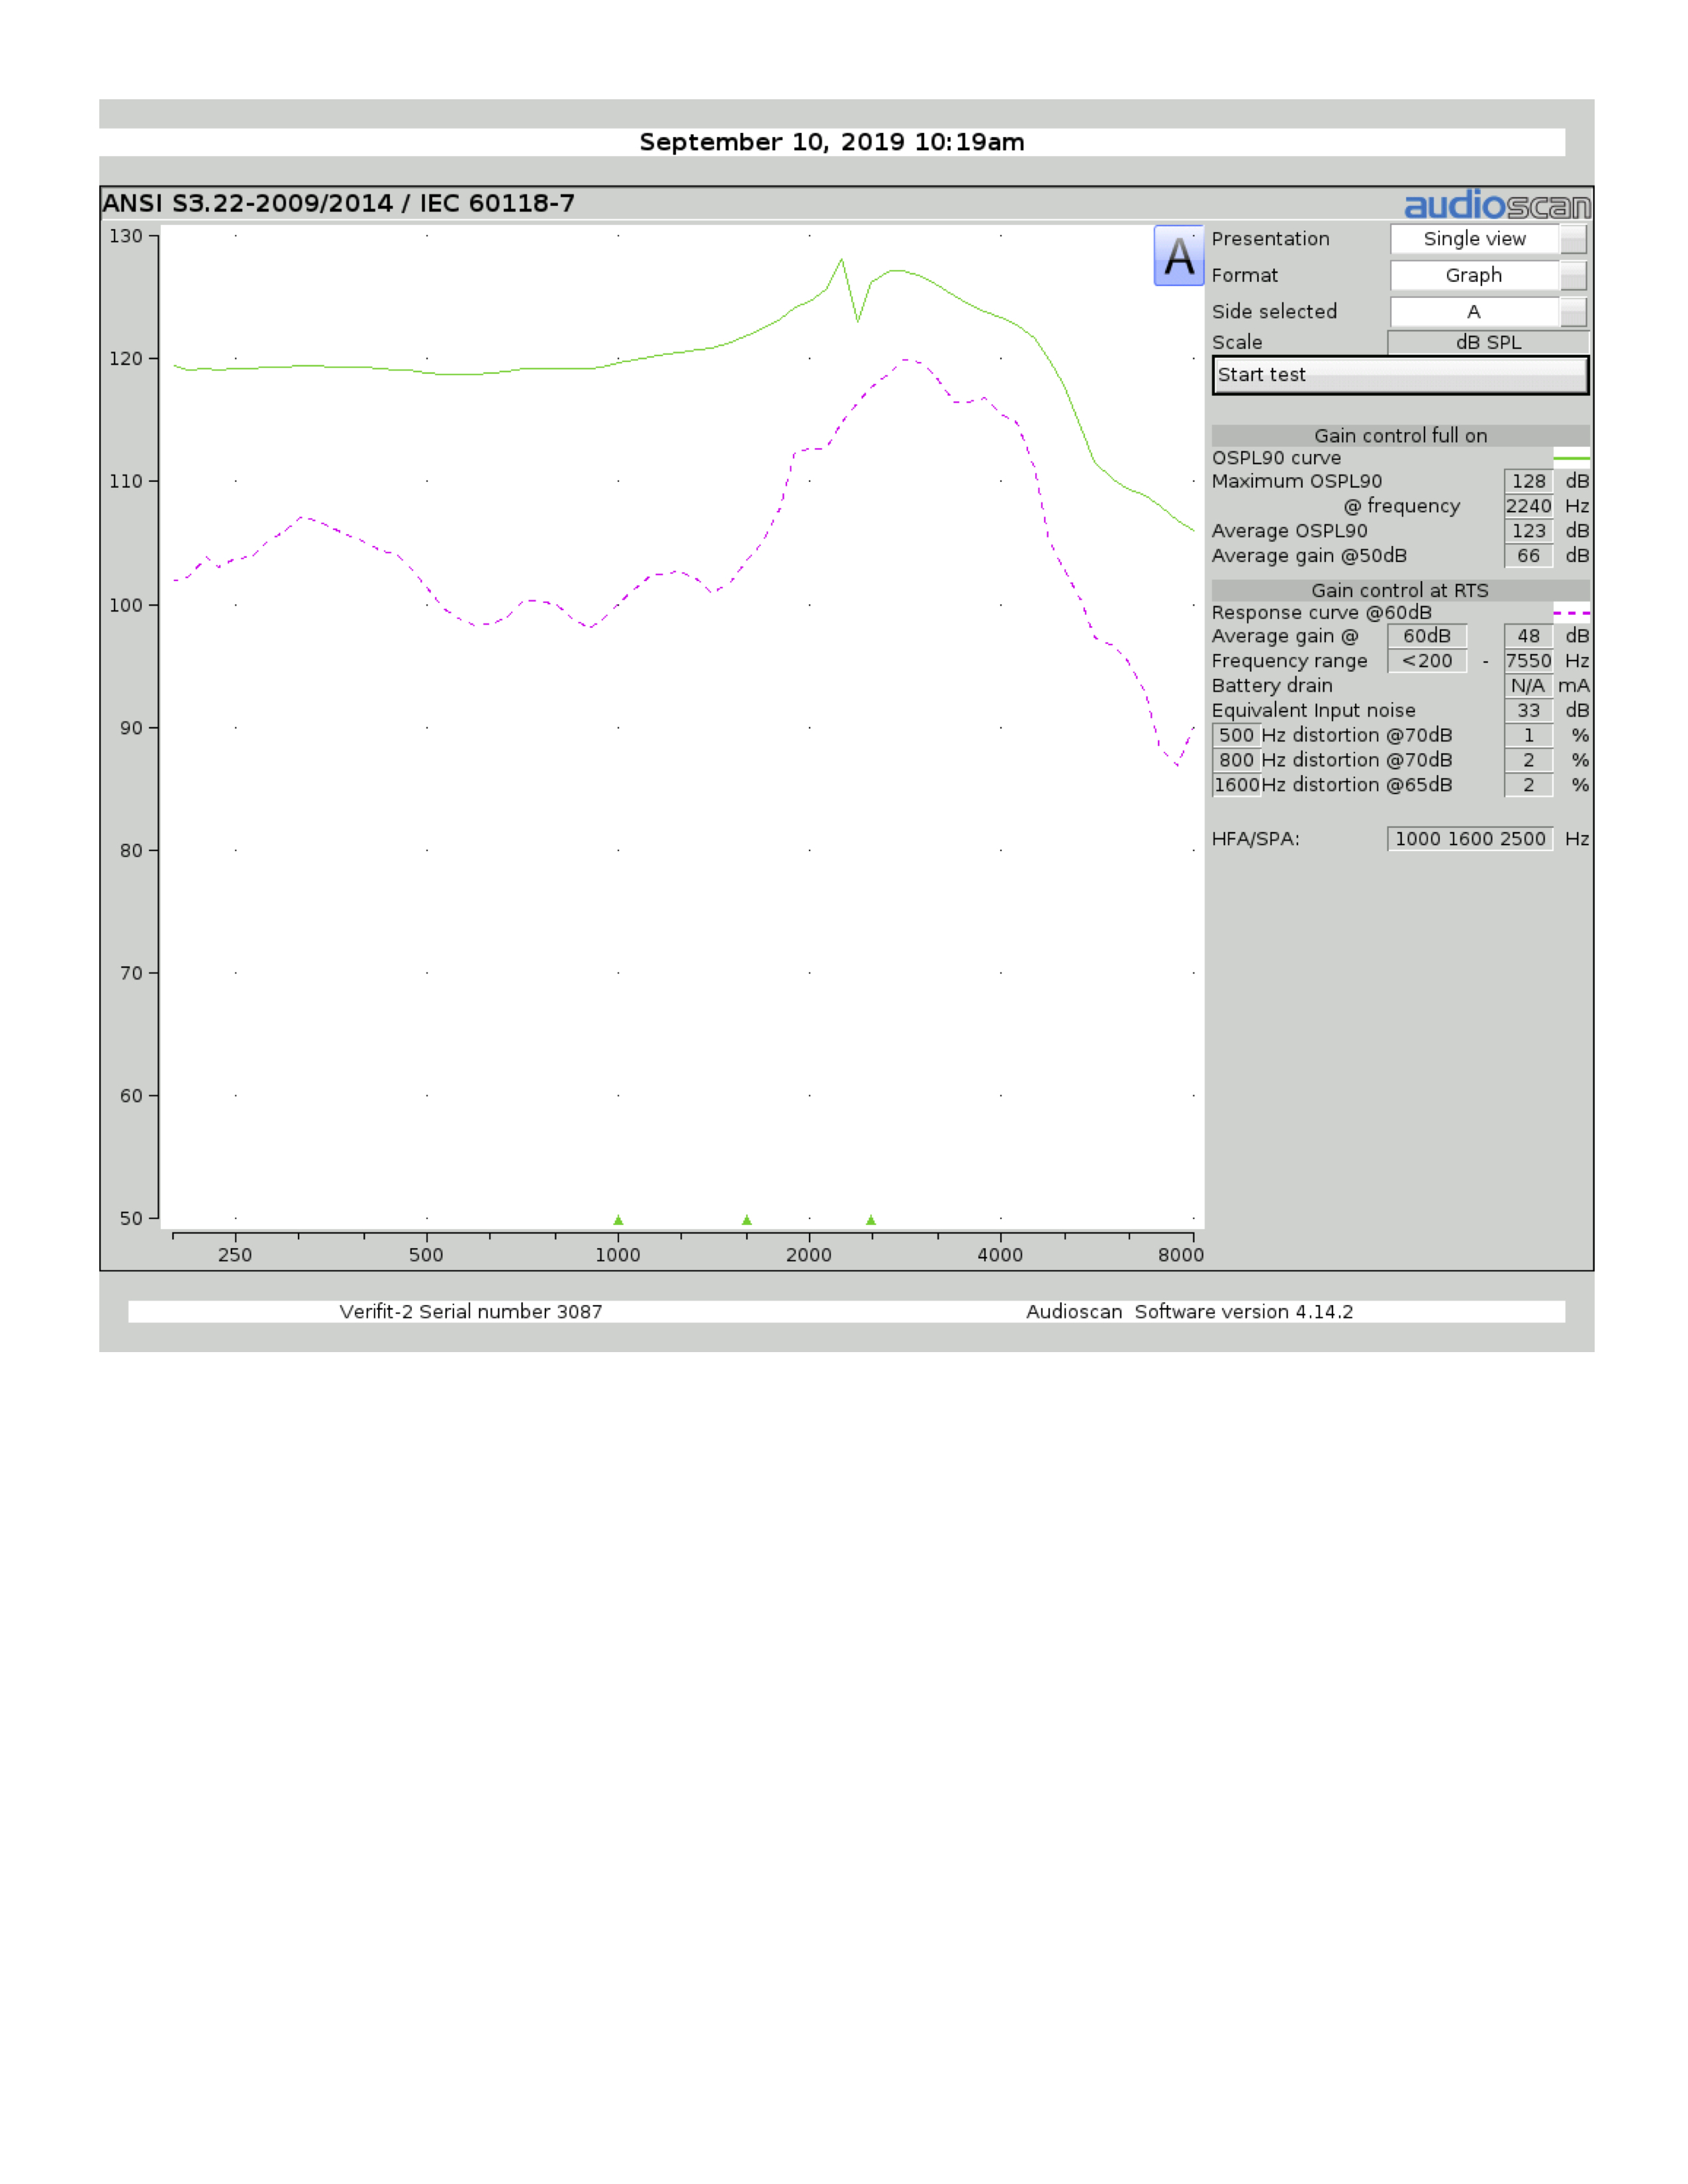 September 10, 2019 10:19am
ANSI S3.22-2009/2014 / IEC 60118-7
audioscan
A
Presentation Single view
Format Graph
Side selected A
Scale dB SPL
Start test
Gain control full on
OSPL90 curve
Maximum OSPL90 128 dB
@ frequency 2240 Hz
Average OSPL90 123 dB
Average gain @50dB 66 dB
Gain control at RTS
Response curve @60dB
Average gain @ 60dB 48 dB
Frequency range <200 - 7550 Hz
Battery drain N/A mA
Equivalent Input noise 33 dB
500 Hz distortion @70dB 1 %
800 Hz distortion @70dB 2 %
1600 Hz distortion @65dB 2 %
HFA/SPA: 1000 1600 2500 Hz
130
120
110
100
90
80
70
60
50
250 500 1000 2000 4000 8000
Verifit-2 Serial number 3087 Audioscan Software version 4.14.2